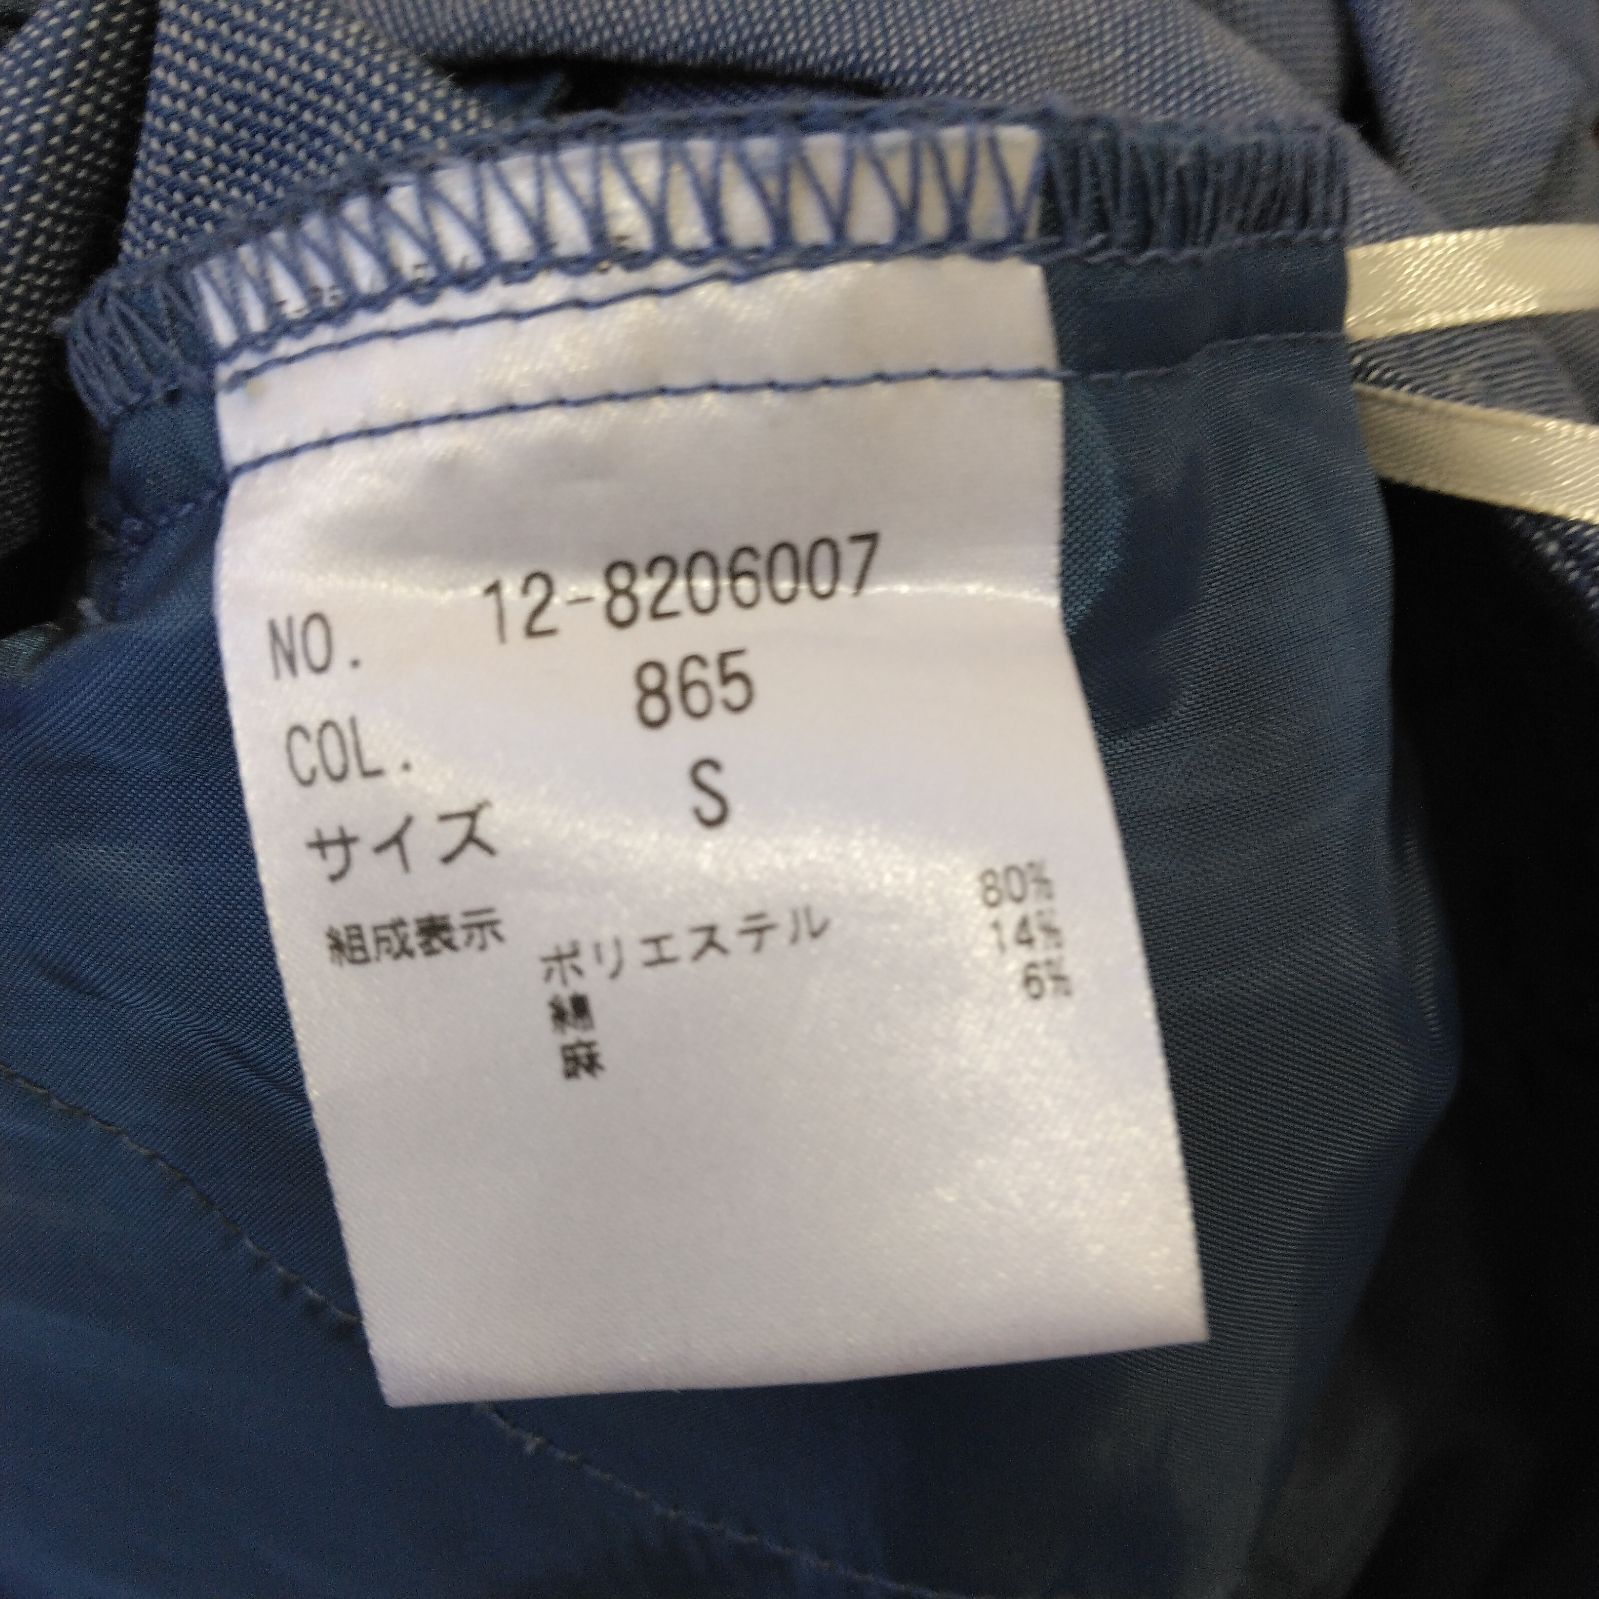 NO. 12-8206007
COL. 865
サイズ S
組成表示 ポリエステル 80%
綿 14%
麻 6%